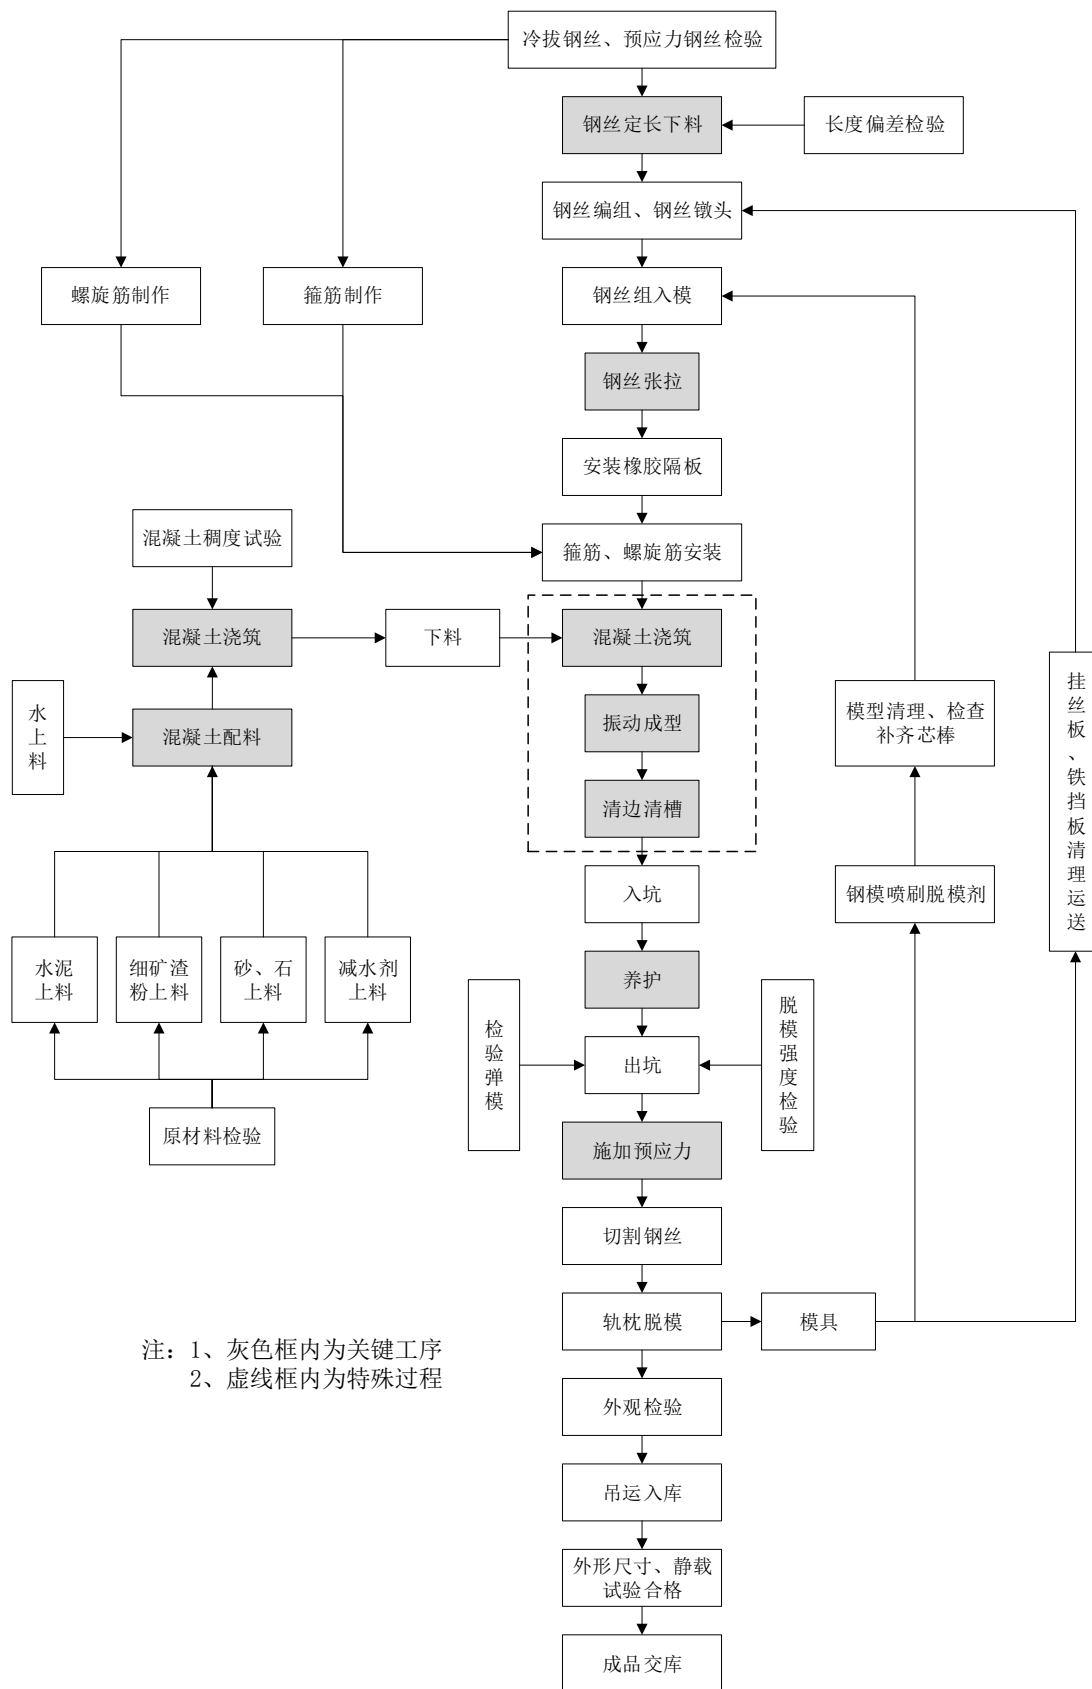 冷拔钢丝、预应力钢丝检验
钢丝定长下料
长度偏差检验
钢丝编组、钢丝镦头
螺旋筋制作
箍筋制作
钢丝组入模
钢丝张拉
安装橡胶隔板
混凝土稠度试验
箍筋、螺旋筋安装
混凝土浇筑
下料
混凝土浇筑
水上料
混凝土配料
振动成型
清边清槽
模型清理、检查
补齐芯棒
挂丝板、铁挡板清理运送
入坑
钢模喷刷脱模剂
水泥
上料
细矿渣
粉上料
砂、石
上料
减水剂
上料
养护
检验弹模
出坑
脱模强度检验
原材料检验
施加预应力
切割钢丝
轨枕脱模
模具
注：1、灰色框内为关键工序
2、虚线框内为特殊过程
外观检验
吊运入库
外形尺寸、静载
试验合格
成品交库